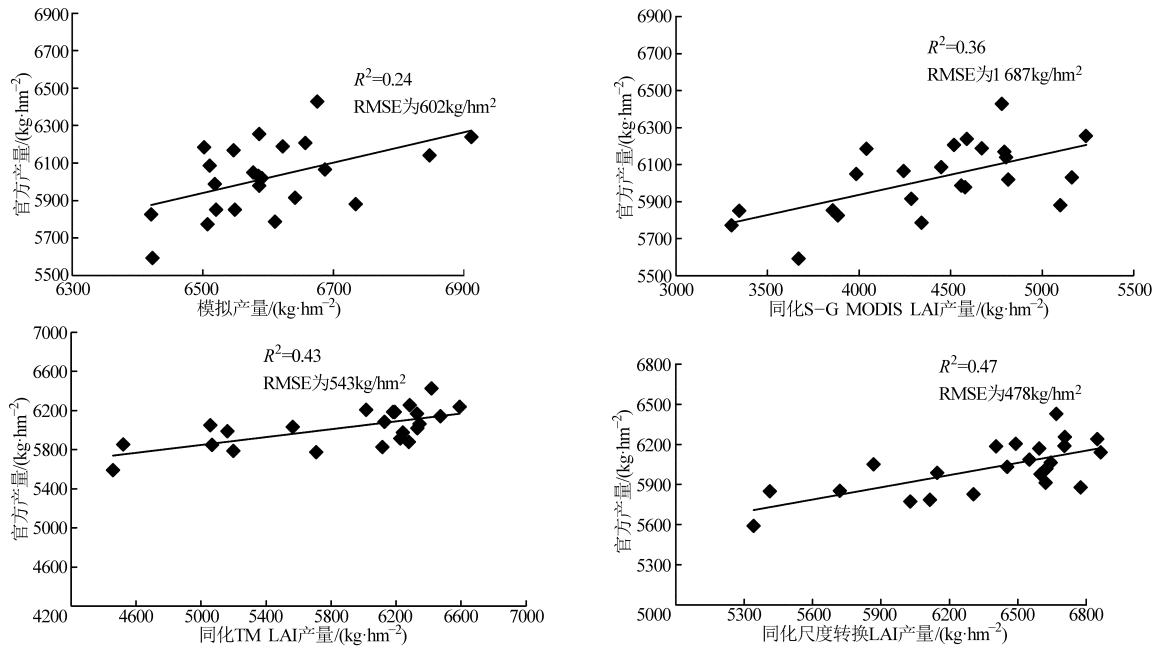 6900
6700
6500
6300
6100
5900
5700
5500
官方产量/(kg·hm⁻²)
R²=0.24
RMSE为602kg/hm²
6300 6500 6700 6900
模拟产量/(kg·hm⁻²)
6900
6700
6500
6300
6100
5900
5700
5500
官方产量/(kg·hm⁻²)
R²=0.36
RMSE为1 687kg/hm²
3000 3500 4000 4500 5000 5500
同化S−G MODIS LAI产量/(kg·hm⁻²)
7000
6600
6200
5800
5400
5000
4600
4200
官方产量/(kg·hm⁻²)
R²=0.43
RMSE为543kg/hm²
4600 5000 5400 5800 6200 6600 7000
同化TM LAI产量/(kg·hm⁻²)
6800
6500
6200
5900
5600
5300
5000
官方产量/(kg·hm⁻²)
R²=0.47
RMSE为478kg/hm²
5300 5600 5900 6200 6500 6800
同化尺度转换LAI产量/(kg·hm⁻²)